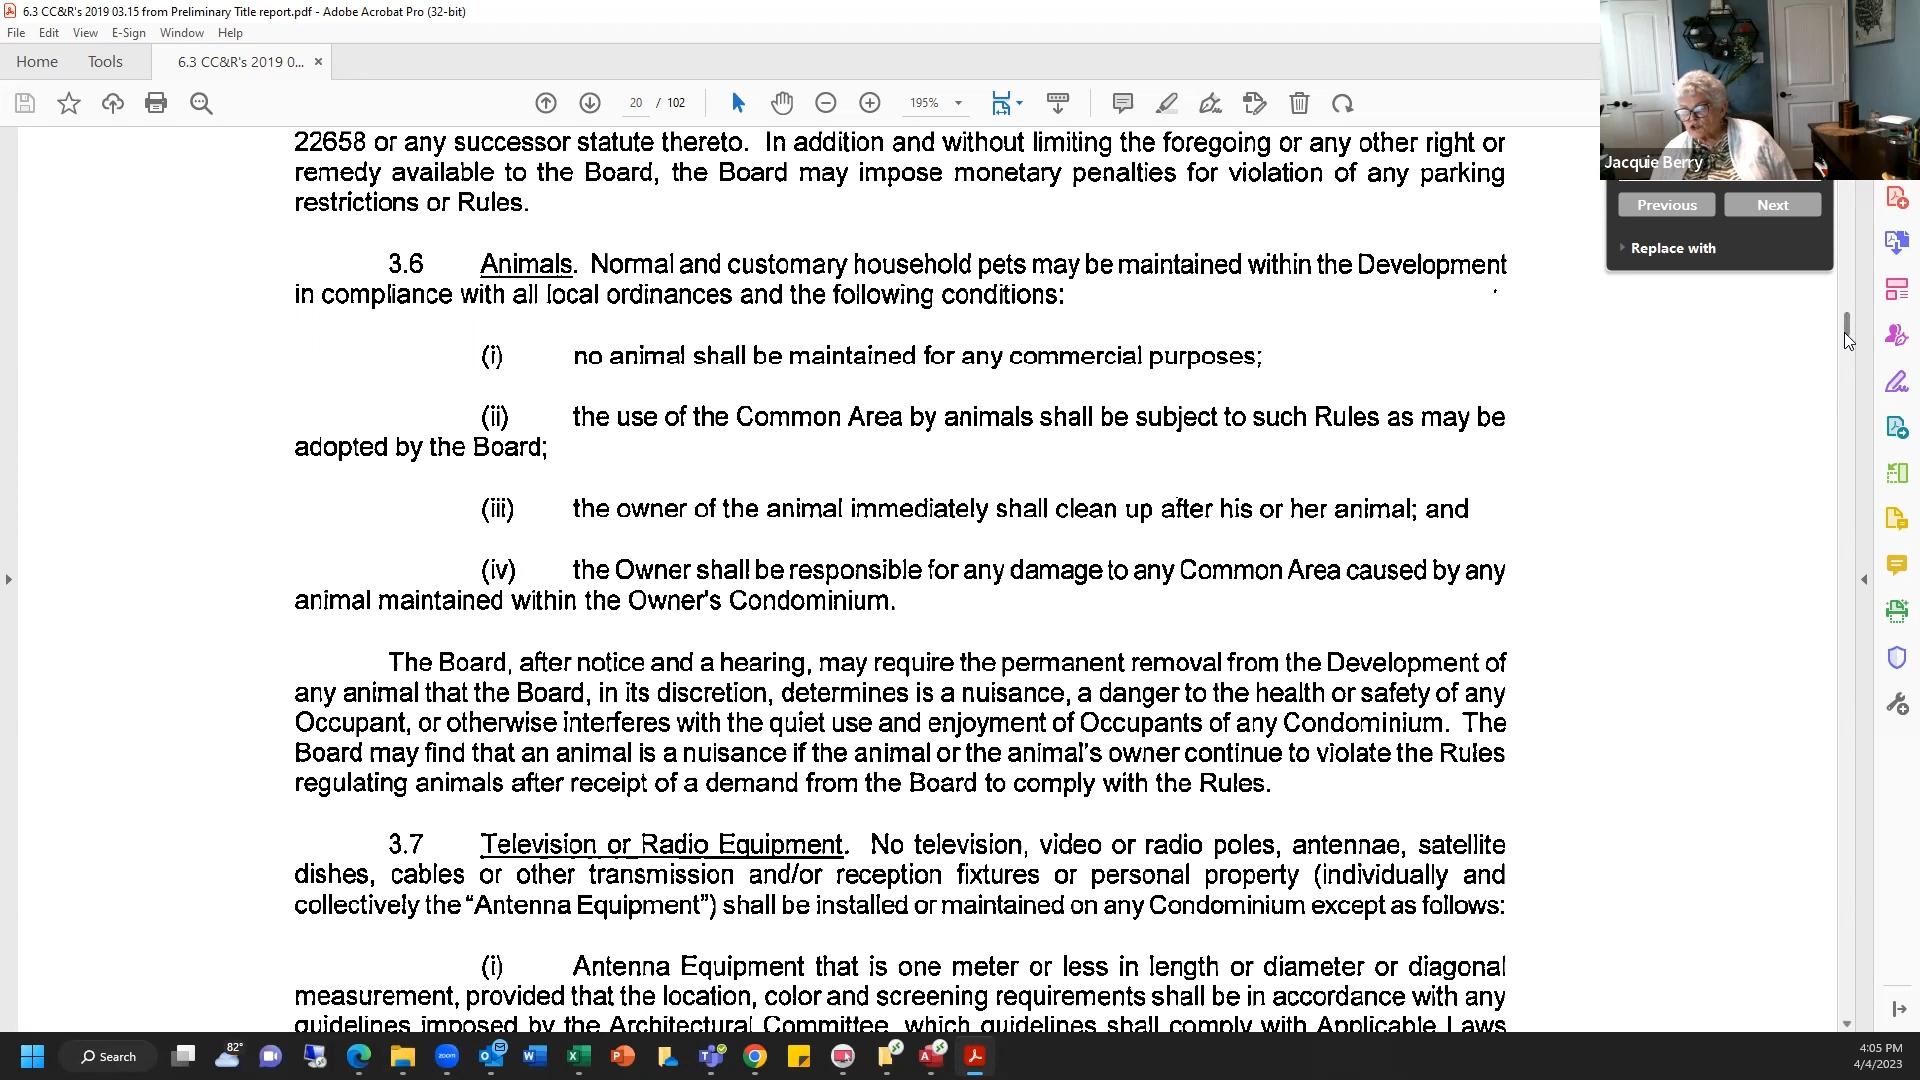 6.3 CC&R's 2019 03.15 from Preliminary Title report.pdf - Adobe Acrobat Pro (32-bit)
File Edit View E-Sign Window Help
Home Tools 6.3 CC&R's 2019 0... ×
20 / 102 195%
Jacquie Berry
Previous Next
Replace with
22658 or any successor statute thereto. In addition and without limiting the foregoing or any other right or
remedy available to the Board, the Board may impose monetary penalties for violation of any parking
restrictions or Rules.
3.6 Animals. Normal and customary household pets may be maintained within the Development
in compliance with all local ordinances and the following conditions:
(i) no animal shall be maintained for any commercial purposes;
(ii) the use of the Common Area by animals shall be subject to such Rules as may be
adopted by the Board;
(iii) the owner of the animal immediately shall clean up after his or her animal; and
(iv) the Owner shall be responsible for any damage to any Common Area caused by any
animal maintained within the Owner's Condominium.
The Board, after notice and a hearing, may require the permanent removal from the Development of
any animal that the Board, in its discretion, determines is a nuisance, a danger to the health or safety of any
Occupant, or otherwise interferes with the quiet use and enjoyment of Occupants of any Condominium. The
Board may find that an animal is a nuisance if the animal or the animal's owner continue to violate the Rules
regulating animals after receipt of a demand from the Board to comply with the Rules.
3.7 Television or Radio Equipment. No television, video or radio poles, antennae, satellite
dishes, cables or other transmission and/or reception fixtures or personal property (individually and
collectively the “Antenna Equipment”) shall be installed or maintained on any Condominium except as follows:
(i) Antenna Equipment that is one meter or less in length or diameter or diagonal
measurement, provided that the location, color and screening requirements shall be in accordance with any
guidelines imposed by the Architectural Committee, which guidelines shall comply with Applicable Laws
Search 82° zoom
4:05 PM
4/4/2023